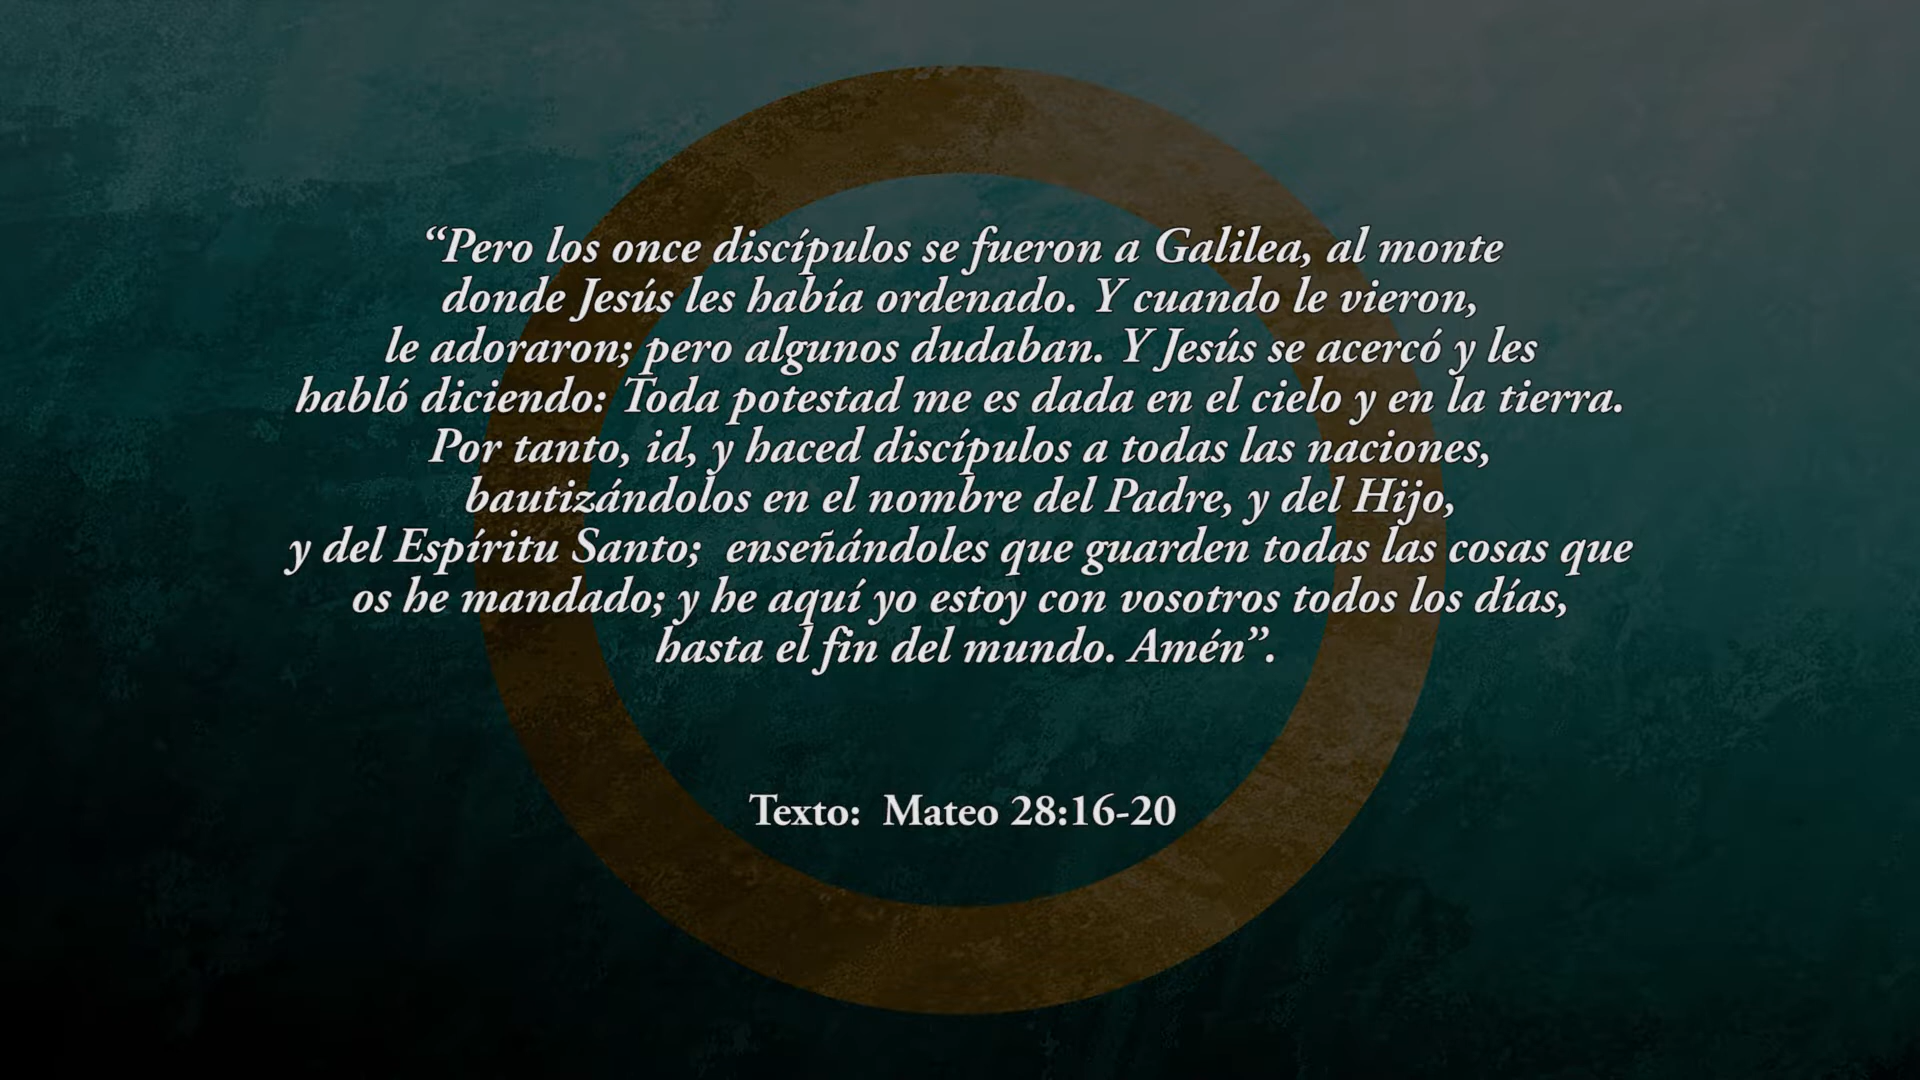 “Pero los once discípulos se fueron a Galilea, al monte
donde Jesús les había ordenado. Y cuando le vieron,
le adoraron; pero algunos dudaban. Y Jesús se acercó y les
habló diciendo: Toda potestad me es dada en el cielo y en la tierra.
Por tanto, id, y haced discípulos a todas las naciones,
bautizándolos en el nombre del Padre, y del Hijo,
y del Espíritu Santo;  enseñándoles que guarden todas las cosas que
os he mandado; y he aquí yo estoy con vosotros todos los días,
hasta el fin del mundo. Amén”.
Texto:  Mateo 28:16-20